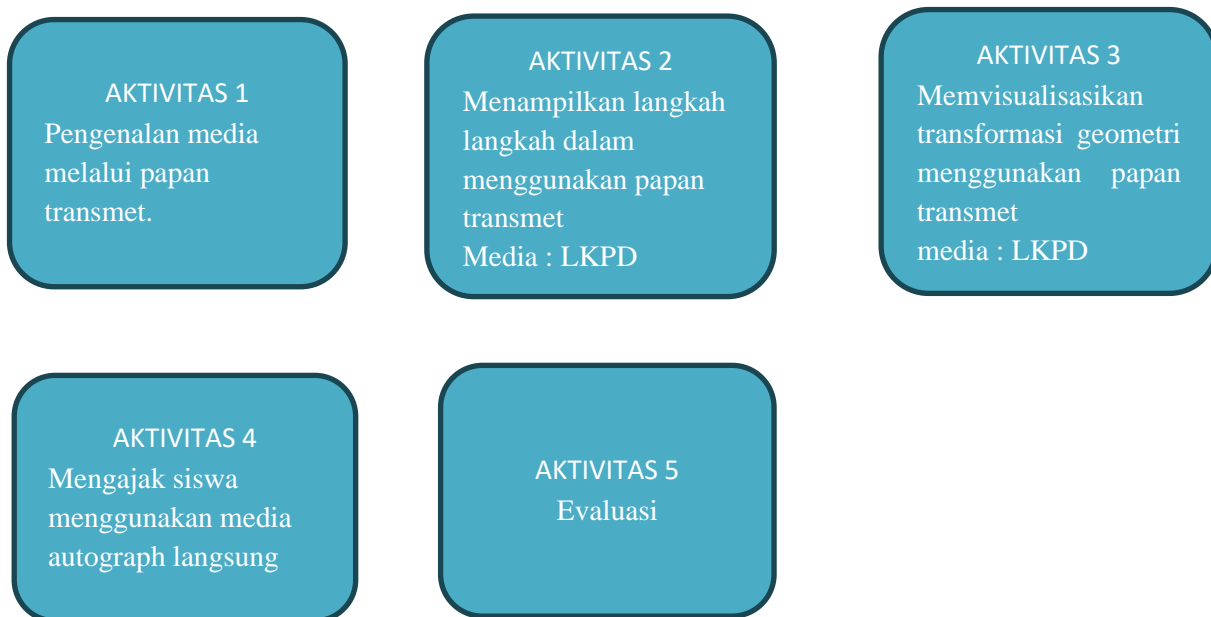 AKTIVITAS 1
Pengenalan media
melalui papan
transmet.
AKTIVITAS 2
Menampilkan langkah
langkah dalam
menggunakan papan
transmet
Media : LKPD
AKTIVITAS 3
Memvisualisasikan
transformasi geometri
menggunakan papan
transmet
media : LKPD
AKTIVITAS 4
Mengajak siswa
menggunakan media
autograph langsung
AKTIVITAS 5
Evaluasi